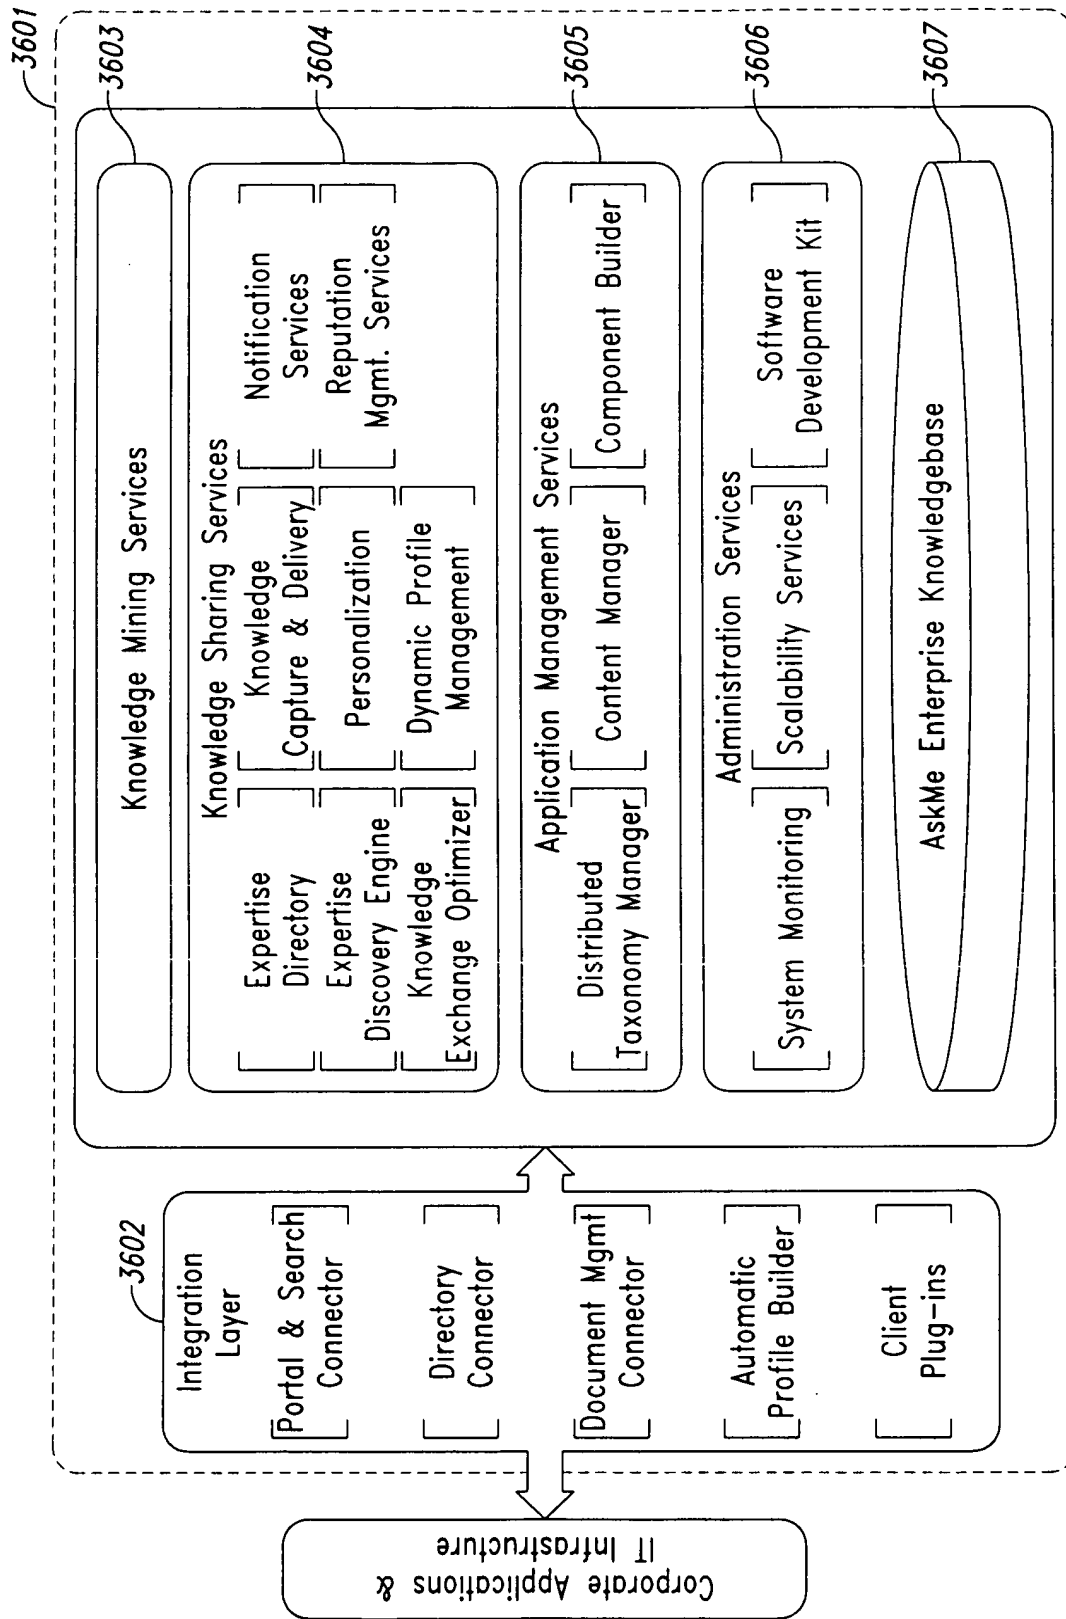 3601
3603
Knowledge Mining Services
3604
Knowledge Sharing Services
Expertise
Directory
Knowledge
Capture & Delivery
Notification
Services
Expertise
Discovery Engine
Personalization
Reputation
Mgmt. Services
Knowledge
Exchange Optimizer
Dynamic Profile
Management
3605
Application Management Services
Distributed
Taxonomy Manager
Content Manager
Component Builder
3606
Administration Services
System Monitoring
Scalability Services
Software
Development Kit
3607
AskMe Enterprise Knowledgebase
3602
Integration
Layer
Portal & Search
Connector
Directory
Connector
Document Mgmt
Connector
Automatic
Profile Builder
Client
Plug-ins
Corporate Applications &
IT Infrastructure